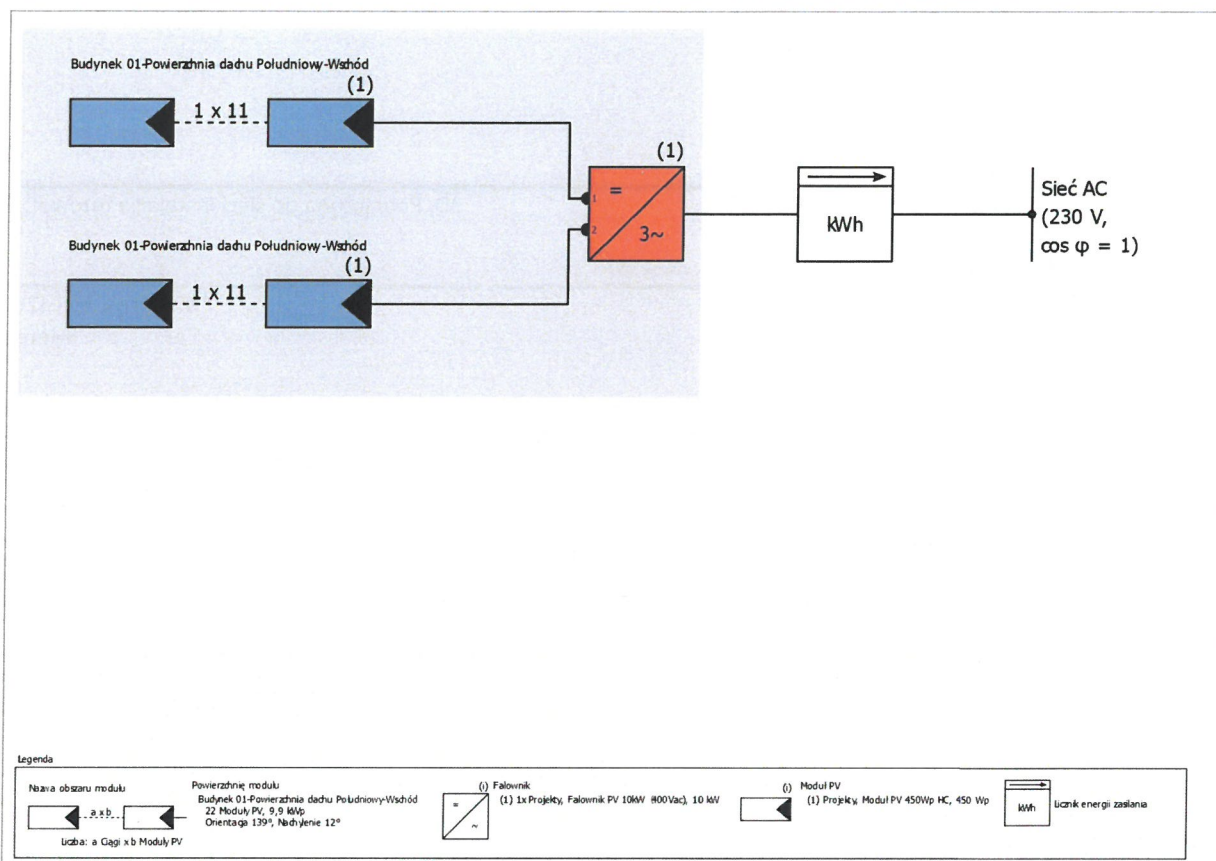 Budynek 01-Powierzchnia dachu Południowy-Wschód
(1)
1 x 11
(1)
=
3~
1
2
kWh
Sieć AC
(230 V,
cos φ = 1)
Budynek 01-Powierzchnia dachu Południowy-Wschód
(1)
1 x 11
Legenda
Nazwa obszaru modułu
a x b
Liczba: a Ciągi x b Moduły PV
Powierzchnię modułu
Budynek 01-Powierzchnia dachu Południowy-Wschód
22 Moduły PV, 9,9 kWp
Orientacja 139°, Nachylenie 12°
=
~
(i) Falownik
(1) 1x Projekty, Falownik PV 10kW (400Vac), 10 kW
(i) Moduł PV
(1) Projekty, Moduł PV 450Wp HC, 450 Wp
kWh
Licznik energii zasilania